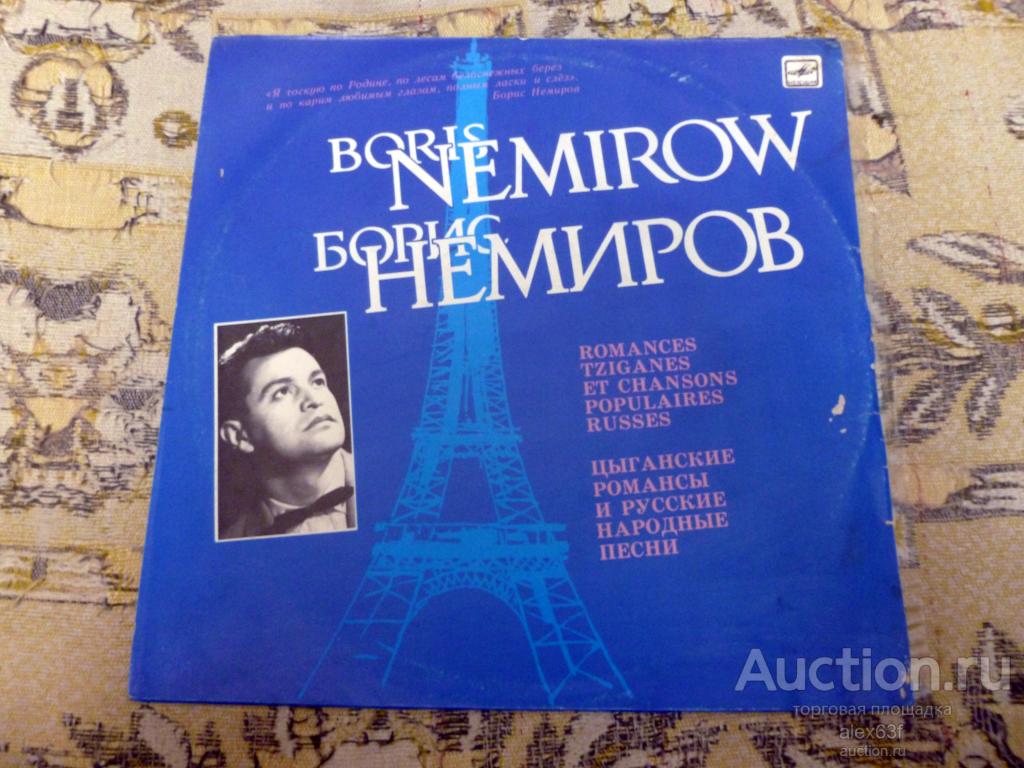 «Я тоскую по Родине, по лесам белоснежных берез
и по карим любимым глазам, полным ласки и слёз».
Борис Немиров
BORIS
NEMIROW
БОРИС
НЕМИРОВ
ROMANCES
TZIGANES
ET CHANSONS
POPULAIRES
RUSSES
ЦЫГАНСКИЕ
РОМАНСЫ
И РУССКИЕ
НАРОДНЫЕ
ПЕСНИ
Auction.ru
торговая площадка
alex63f
auction.ru